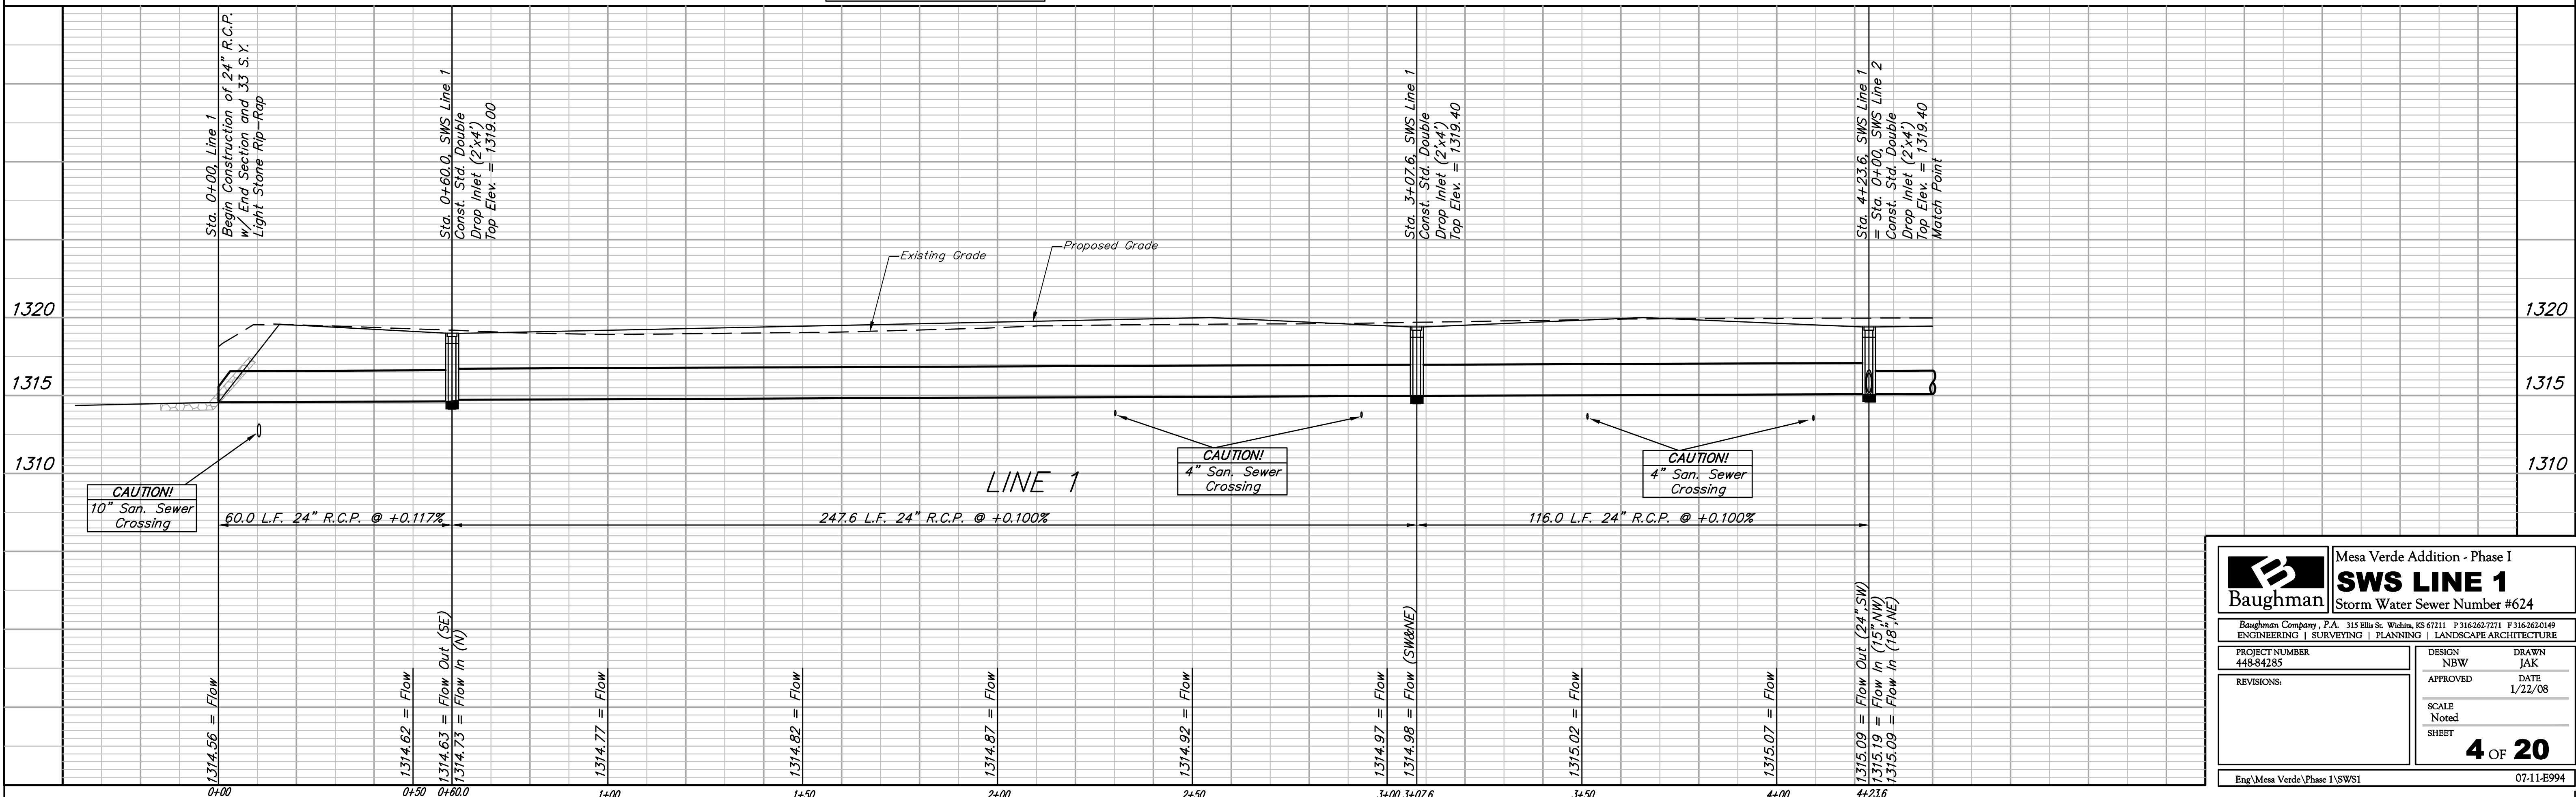 Sta. 0+00, Line 1
Begin Construction of 24" R.C.P.
w/ End Section and 33 S.Y.
Light Stone Rip-Rap
Sta. 0+60.0, SWS Line 1
Const. Std. Double
Drop Inlet (2'x4')
Top Elev. = 1319.00
Sta. 3+07.6, SWS Line 1
Const. Std. Double
Drop Inlet (2'x4')
Top Elev. = 1319.40
Sta. 4+23.6, SWS Line 1
= Sta. 0+00, SWS Line 2
Const. Std. Double
Drop Inlet (2'x4')
Top Elev. = 1319.40
Match Point
Existing Grade
Proposed Grade
1320
1320
1315
1315
1310
1310
CAUTION!
10" San. Sewer
Crossing
CAUTION!
4" San. Sewer
Crossing
CAUTION!
4" San. Sewer
Crossing
LINE 1
60.0 L.F. 24" R.C.P. @ +0.117%
247.6 L.F. 24" R.C.P. @ +0.100%
116.0 L.F. 24" R.C.P. @ +0.100%
1314.56 = Flow
1314.62 = Flow
1314.63 = Flow Out (SE)
1314.73 = Flow In (N)
1314.77 = Flow
1314.82 = Flow
1314.87 = Flow
1314.92 = Flow
1314.97 = Flow
1314.98 = Flow (SW&NE)
1315.02 = Flow
1315.07 = Flow
1315.09 = Flow Out (24",SW)
1315.19 = Flow In (15",NW)
1315.09 = Flow In (18",NE)
0+00
0+50
0+60.0
1+00
1+50
2+00
2+50
3+00
3+07.6
3+50
4+00
4+23.6
B
Baughman
Mesa Verde Addition - Phase I
SWS LINE 1
Storm Water Sewer Number #624
Baughman Company, P.A. 315 Ellis St. Wichita, KS 67211 P 316-262-7271 F 316-262-0149
ENGINEERING | SURVEYING | PLANNING | LANDSCAPE ARCHITECTURE
PROJECT NUMBER
448-84285
REVISIONS:
DESIGN
NBW
DRAWN
JAK
APPROVED
DATE
1/22/08
SCALE
Noted
SHEET
4 OF 20
Eng\Mesa Verde\Phase 1\SWS1
07-11-E994